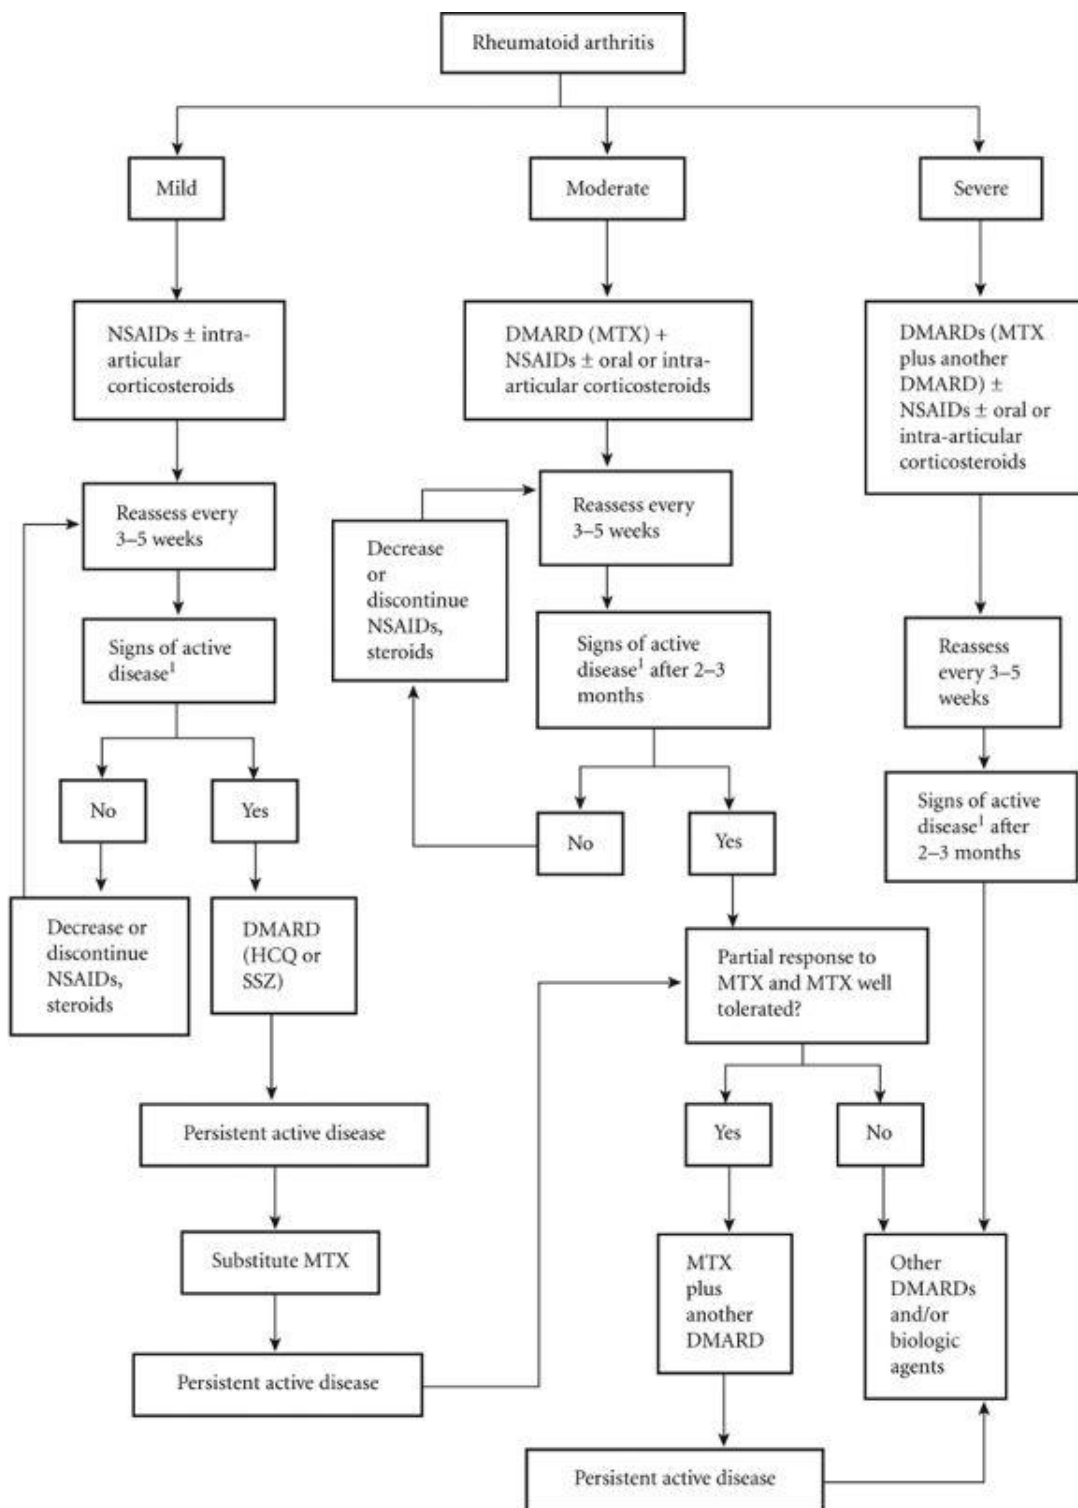 Rheumatoid arthritis
Mild
Moderate
Severe
NSAIDs ± intra-
articular
corticosteroids
DMARD (MTX) +
NSAIDs ± oral or intra-
articular corticosteroids
DMARDs (MTX
plus another
DMARD) ±
NSAIDs ± oral or
intra-articular
corticosteroids
Reassess every
3–5 weeks
Decrease
or
discontinue
NSAIDs,
steroids
Reassess every
3–5 weeks
Signs of active
disease¹
Signs of active
disease¹ after 2–3
months
Reassess
every 3–5
weeks
No
Yes
No
Yes
Signs of active
disease¹ after
2–3 months
Decrease or
discontinue
NSAIDs,
steroids
DMARD
(HCQ or
SSZ)
Partial response to
MTX and MTX well
tolerated?
Persistent active disease
Yes
No
Substitute MTX
MTX
plus
another
DMARD
Other
DMARDs
and/or
biologic
agents
Persistent active disease
Persistent active disease